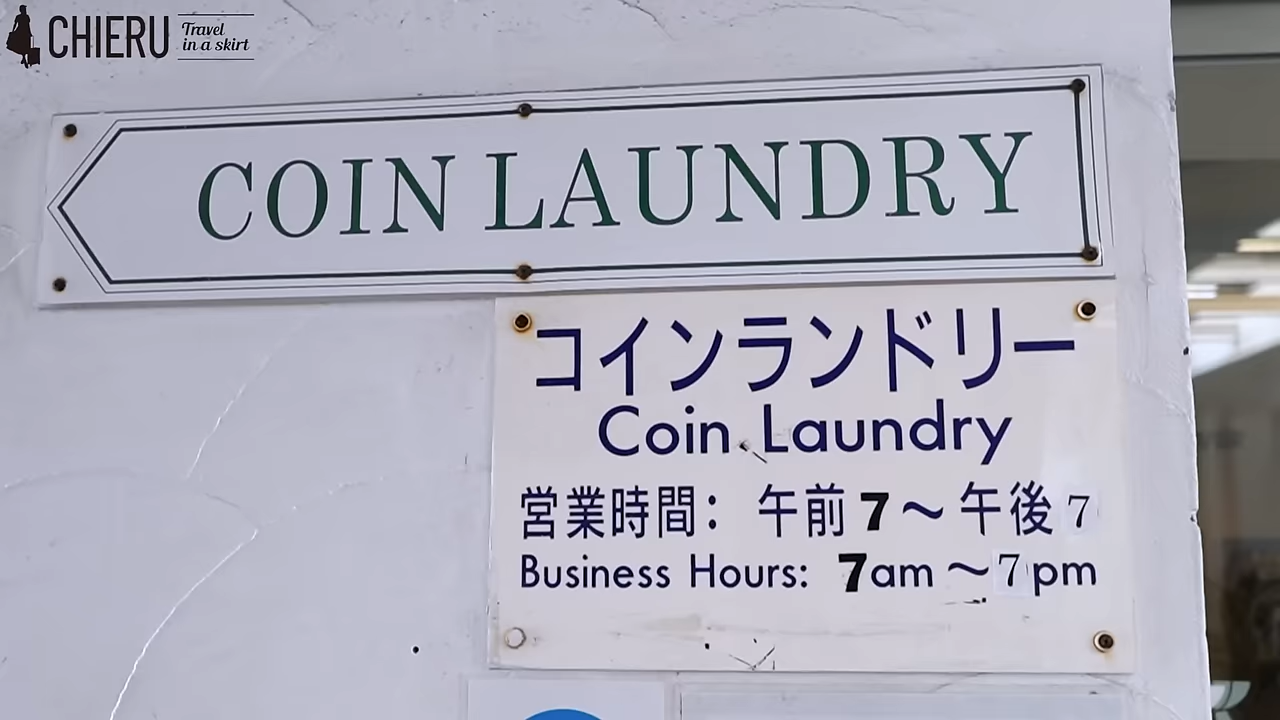 CHIERU
Travel
in a skirt
COIN LAUNDRY
コインランドリー
Coin Laundry
営業時間： 午前 7 〜 午後 7
Business Hours: 7am 〜 7pm